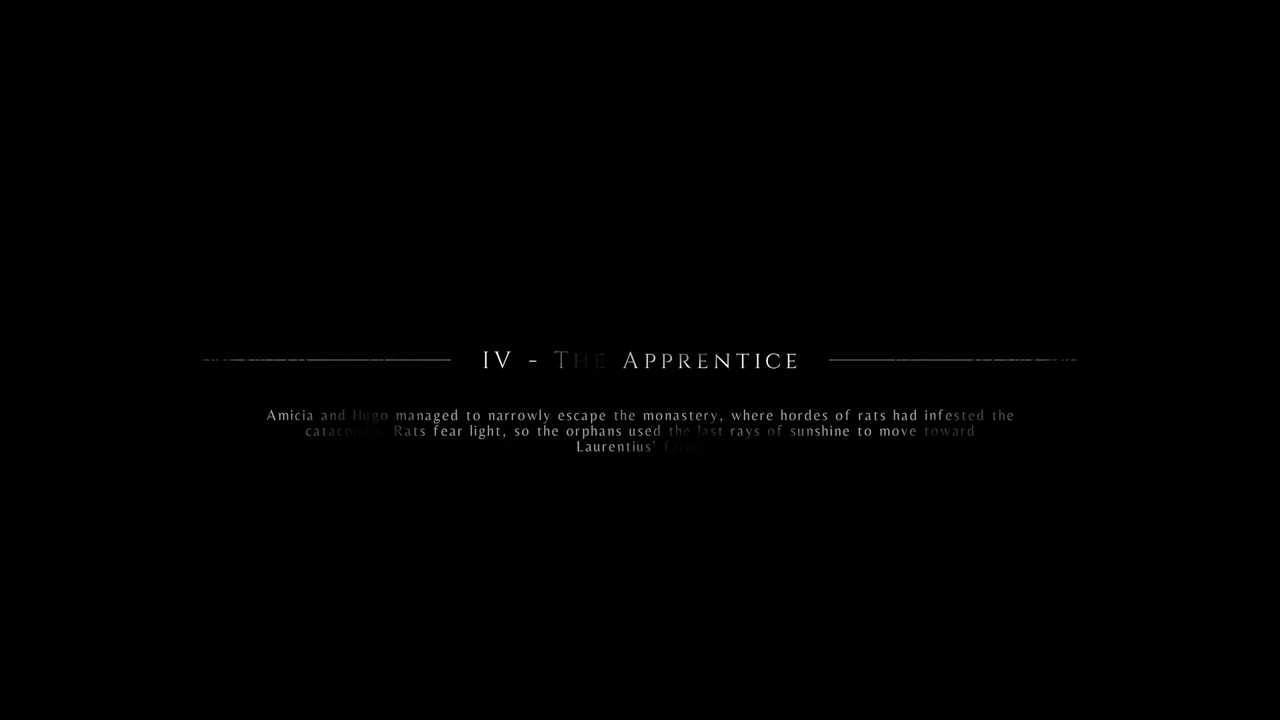 IV - The Apprentice
Amicia and Hugo managed to narrowly escape the monastery, where hordes of rats had infested the
Rats fear light, so the orphans used the last rays of sunshine to move toward
Laurentius'